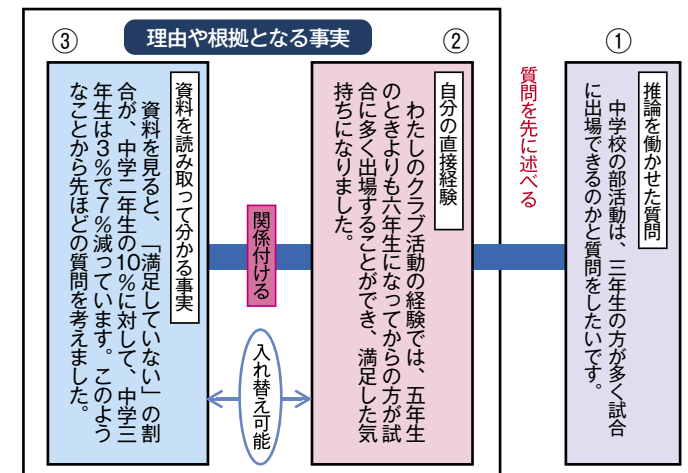 ①
推論を働かせた質問
中学校の部活動は、三年生の方が多く試合
に出場できるのかと質問をしたいです。
質問を先に述べる
理由や根拠となる事実
②
自分の直接経験
わたしのクラブ活動の経験では、五年生
のときよりも六年生になってからの方が試
合に多く出場することができ、満足した気
持ちになりました。
関係付ける
入れ替え可能
③
資料を読み取って分かる事実
資料を見ると、「満足していない」の割
合が、中学二年生の10%に対して、中学三
年生は3%で7%減っています。このよう
なことから先ほどの質問を考えました。